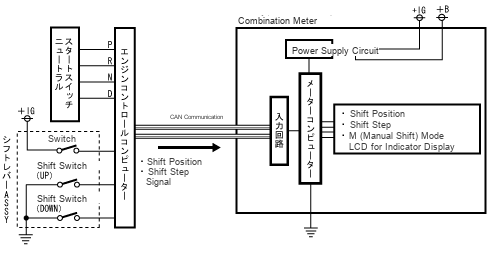 +IG
+B
Combination Meter
Power Supply Circuit
ニュートラル
スタートスイッチ
P
R
N
D
エンジンコントロールコンピューター
+IG
シフトレバーASSY
Switch
Shift Switch
(UP)
Shift Switch
(DOWN)
CAN Communication
・Shift Position
・Shift Step
Signal
入力回路
メーターコンピューター
・Shift Position
・Shift Step
・M (Manual Shift) Mode
LCD for Indicator Display